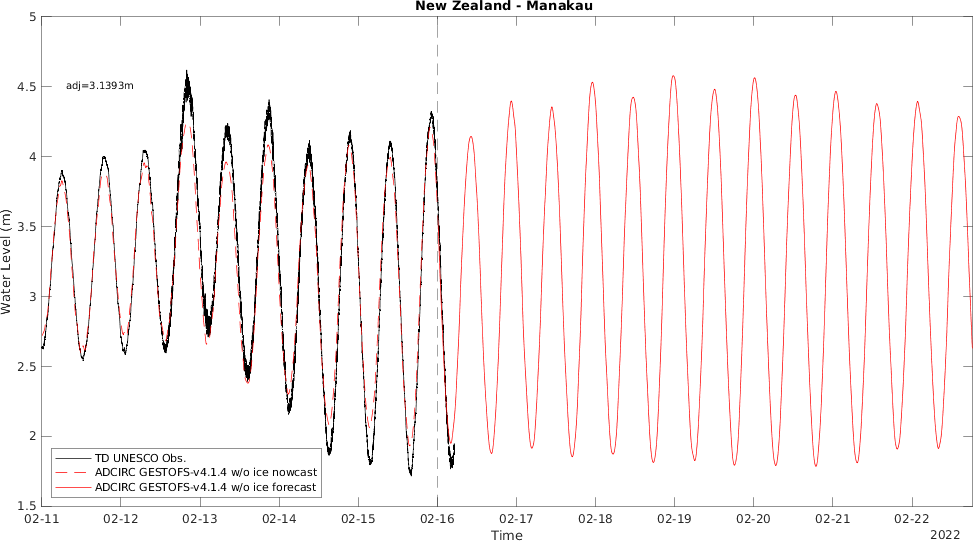 New Zealand - Manakau
5
4.5
4
3.5
3
2.5
2
1.5
Water Level (m)
adj=3.1393m
TD UNESCO Obs.
ADCIRC GESTOFS-v4.1.4 w/o ice nowcast
ADCIRC GESTOFS-v4.1.4 w/o ice forecast
02-11 02-12 02-13 02-14 02-15 02-16 02-17 02-18 02-19 02-20 02-21 02-22
Time
2022